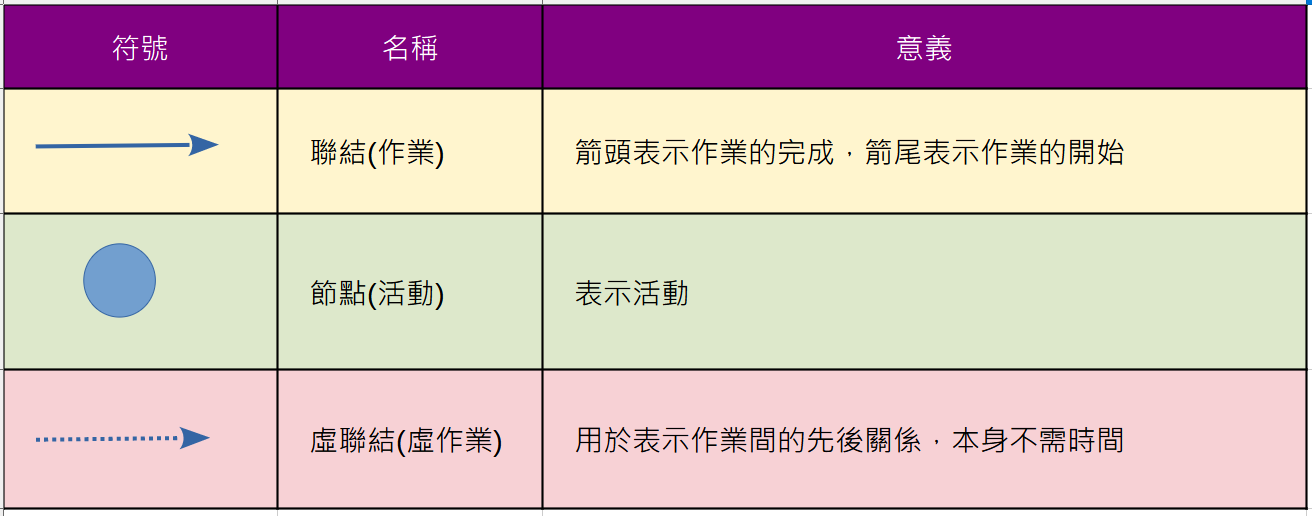 符號
名稱
意義
聯結(作業)
箭頭表示作業的完成，箭尾表示作業的開始
節點(活動)
表示活動
虛聯結(虛作業)
用於表示作業間的先後關係，本身不需時間